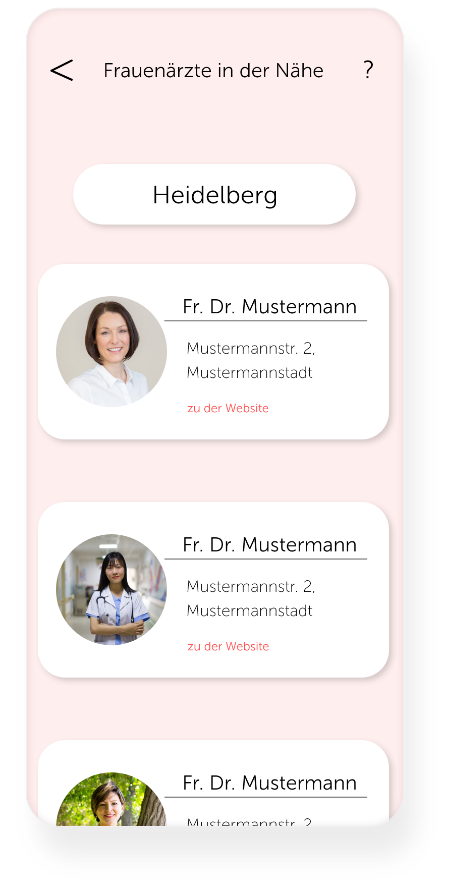 < Frauenärzte in der Nähe ?
Heidelberg
Fr. Dr. Mustermann
Mustermannstr. 2,
Mustermannstadt
zu der Website
Fr. Dr. Mustermann
Mustermannstr. 2,
Mustermannstadt
zu der Website
Fr. Dr. Mustermann
Mustermannstr. 2,